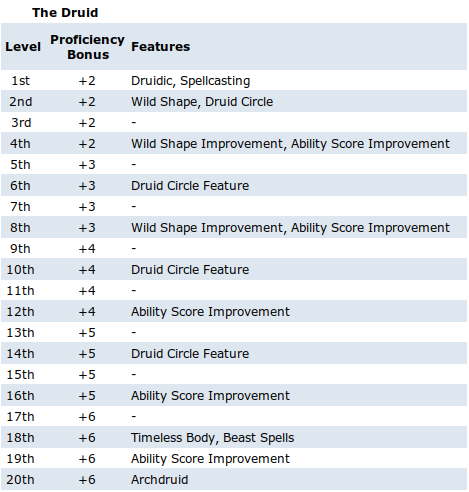 The Druid
Level Proficiency Bonus Features
1st +2 Druidic, Spellcasting
2nd +2 Wild Shape, Druid Circle
3rd +2 -
4th +2 Wild Shape Improvement, Ability Score Improvement
5th +3 -
6th +3 Druid Circle Feature
7th +3 -
8th +3 Wild Shape Improvement, Ability Score Improvement
9th +4 -
10th +4 Druid Circle Feature
11th +4 -
12th +4 Ability Score Improvement
13th +5 -
14th +5 Druid Circle Feature
15th +5 -
16th +5 Ability Score Improvement
17th +6 -
18th +6 Timeless Body, Beast Spells
19th +6 Ability Score Improvement
20th +6 Archdruid